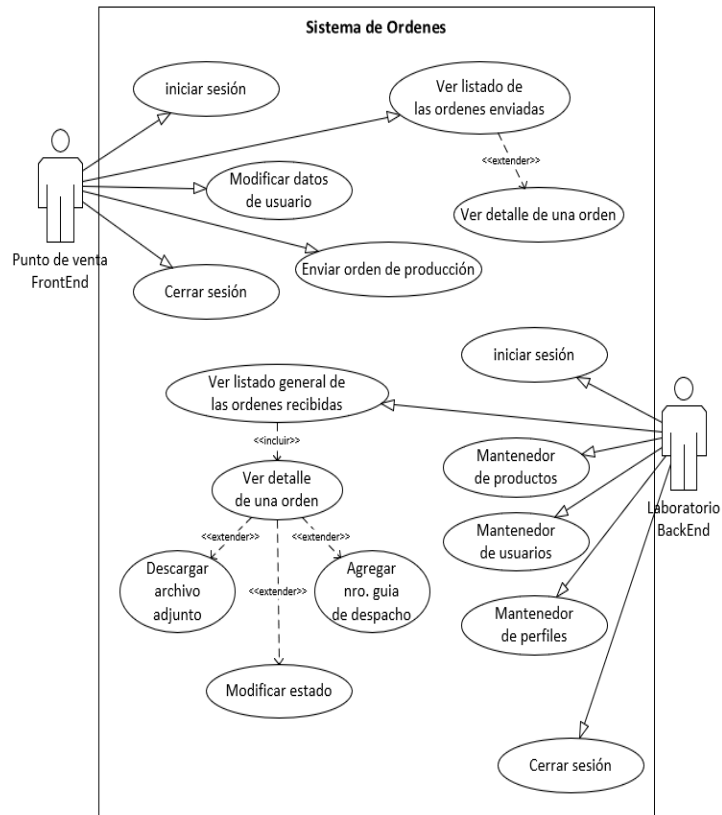 Sistema de Ordenes
iniciar sesión
Ver listado de
las ordenes enviadas
<<extender>>
Modificar datos
de usuario
Ver detalle de una orden
Punto de venta
FrontEnd
Enviar orden de producción
Cerrar sesión
iniciar sesión
Ver listado general de
las ordenes recibidas
<<incluir>>
Mantenedor
de productos
Ver detalle
de una orden
Laboratorio
BackEnd
<<extender>>
<<extender>>
Mantenedor
de usuarios
Descargar
archivo
adjunto
<<extender>>
Agregar
nro. guia
de despacho
Mantenedor
de perfiles
Modificar estado
Cerrar sesión